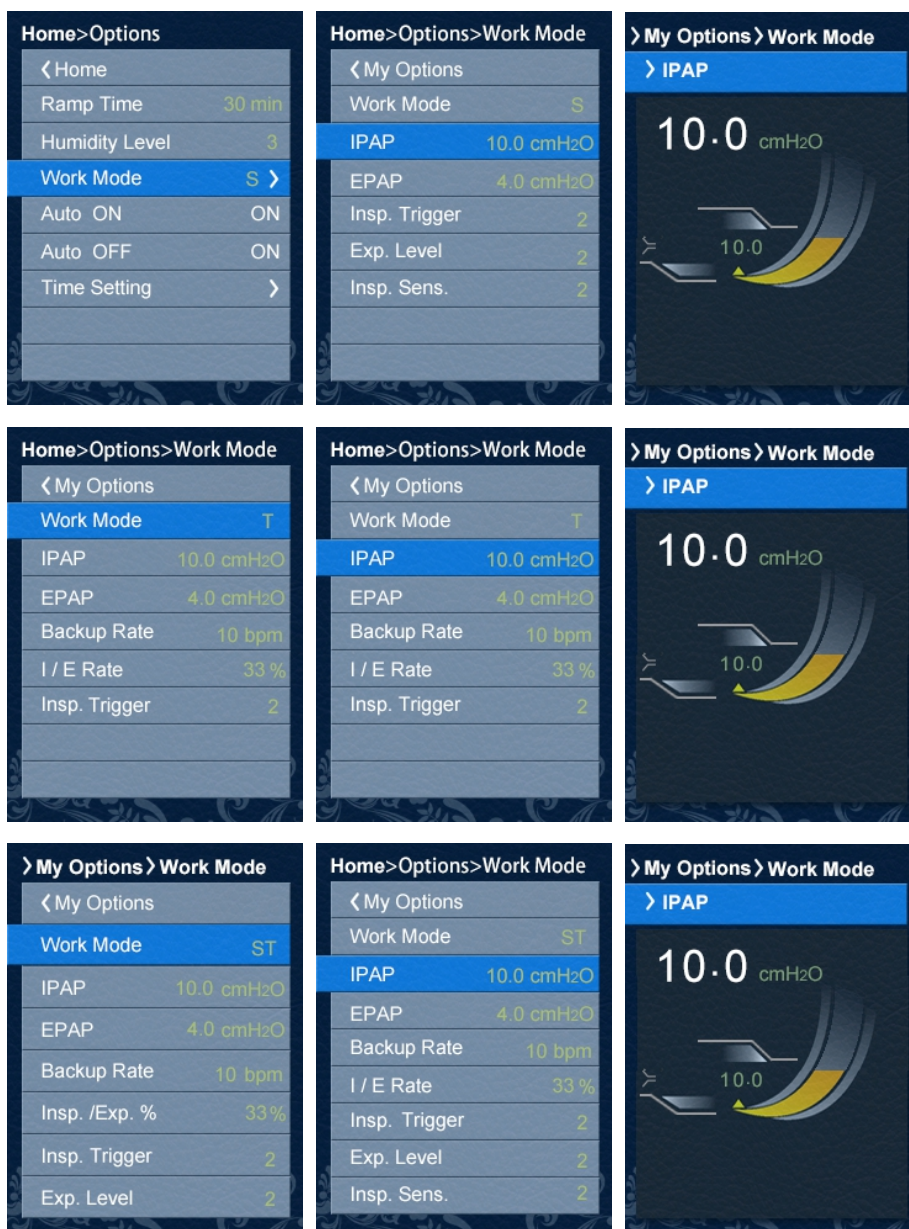 Home>Options
< Home
Ramp Time 30 min
Humidity Level 3
Work Mode S >
Auto ON ON
Auto OFF ON
Time Setting >
Home>Options>Work Mode
< My Options
Work Mode S
IPAP 10.0 cmH2O
EPAP 4.0 cmH2O
Insp. Trigger 2
Exp. Level 2
Insp. Sens. 2
> My Options > Work Mode
> IPAP
10.0 cmH2O
10.0
Home>Options>Work Mode
< My Options
Work Mode T
IPAP 10.0 cmH2O
EPAP 4.0 cmH2O
Backup Rate 10 bpm
I / E Rate 33 %
Insp. Trigger 2
Home>Options>Work Mode
< My Options
Work Mode T
IPAP 10.0 cmH2O
EPAP 4.0 cmH2O
Backup Rate 10 bpm
I / E Rate 33 %
Insp. Trigger 2
> My Options > Work Mode
> IPAP
10.0 cmH2O
10.0
> My Options > Work Mode
< My Options
Work Mode ST
IPAP 10.0 cmH2O
EPAP 4.0 cmH2O
Backup Rate 10 bpm
Insp. /Exp. % 33%
Insp. Trigger 2
Exp. Level 2
Home>Options>Work Mode
< My Options
Work Mode ST
IPAP 10.0 cmH2O
EPAP 4.0 cmH2O
Backup Rate 10 bpm
I / E Rate 33 %
Insp. Trigger 2
Exp. Level 2
Insp. Sens. 2
> My Options > Work Mode
> IPAP
10.0 cmH2O
10.0